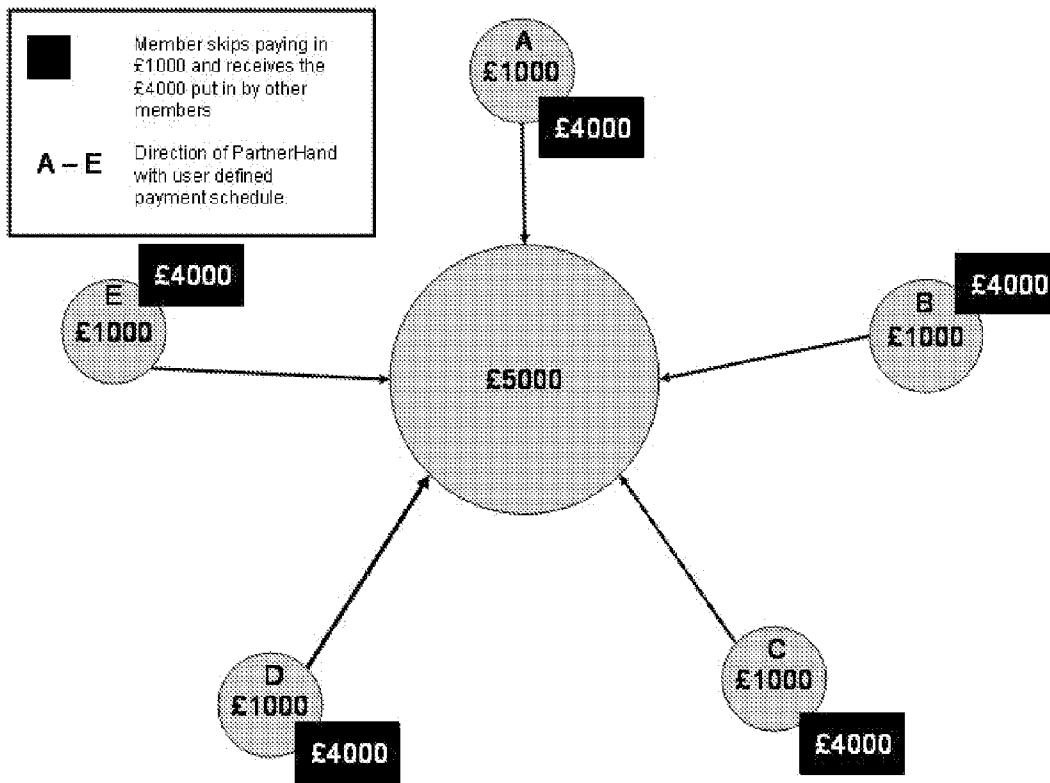 Member skips paying in
£1000 and receives the
£4000 put in by other
members
A – E
Direction of PartnerHand
with user defined
payment schedule.
A
£1000
£4000
E
£1000
£4000
B
£1000
£4000
£5000
D
£1000
£4000
C
£1000
£4000